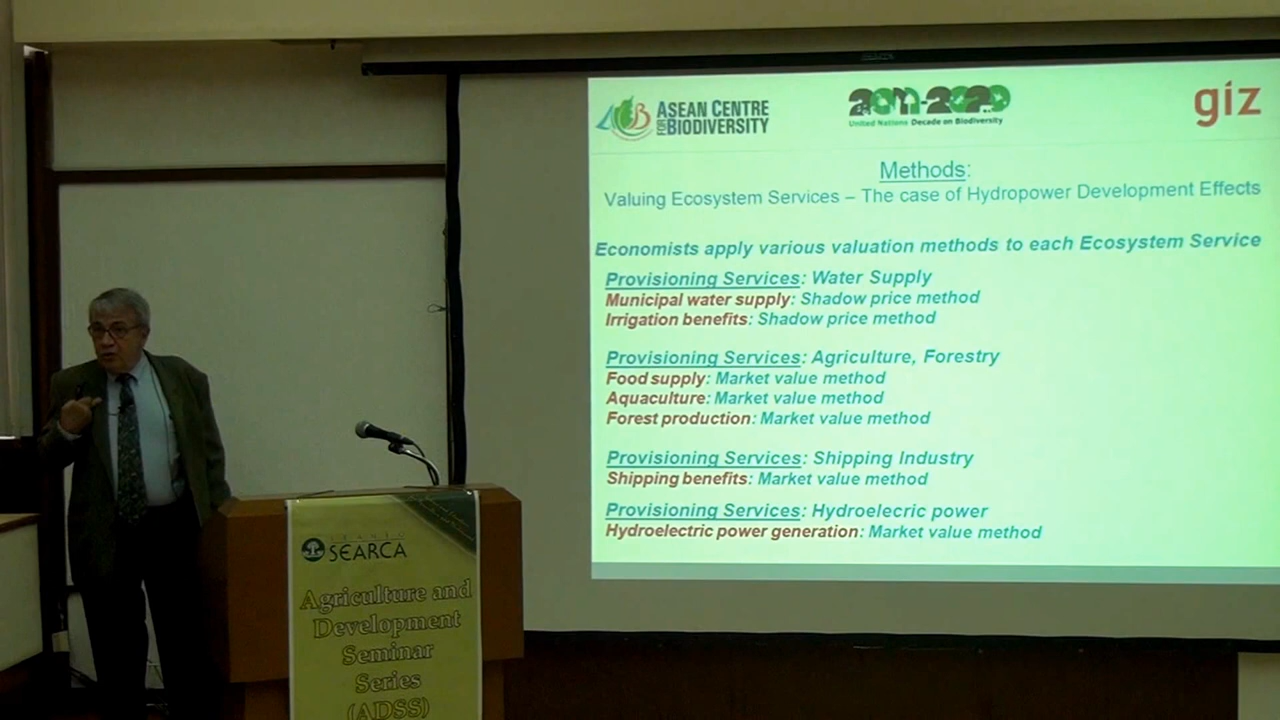 ASEAN CENTRE
FOR BIODIVERSITY
2011-2020
United Nations Decade on Biodiversity
giz
Methods:
Valuing Ecosystem Services – The case of Hydropower Development Effects
Economists apply various valuation methods to each Ecosystem Service
Provisioning Services: Water Supply
Municipal water supply: Shadow price method
Irrigation benefits: Shadow price method
Provisioning Services: Agriculture, Forestry
Food supply: Market value method
Aquaculture: Market value method
Forest production: Market value method
Provisioning Services: Shipping Industry
Shipping benefits: Market value method
Provisioning Services: Hydroelecric power
Hydroelectric power generation: Market value method
SEARCA
Agriculture and
Development
Seminar
Series
(ADSS)